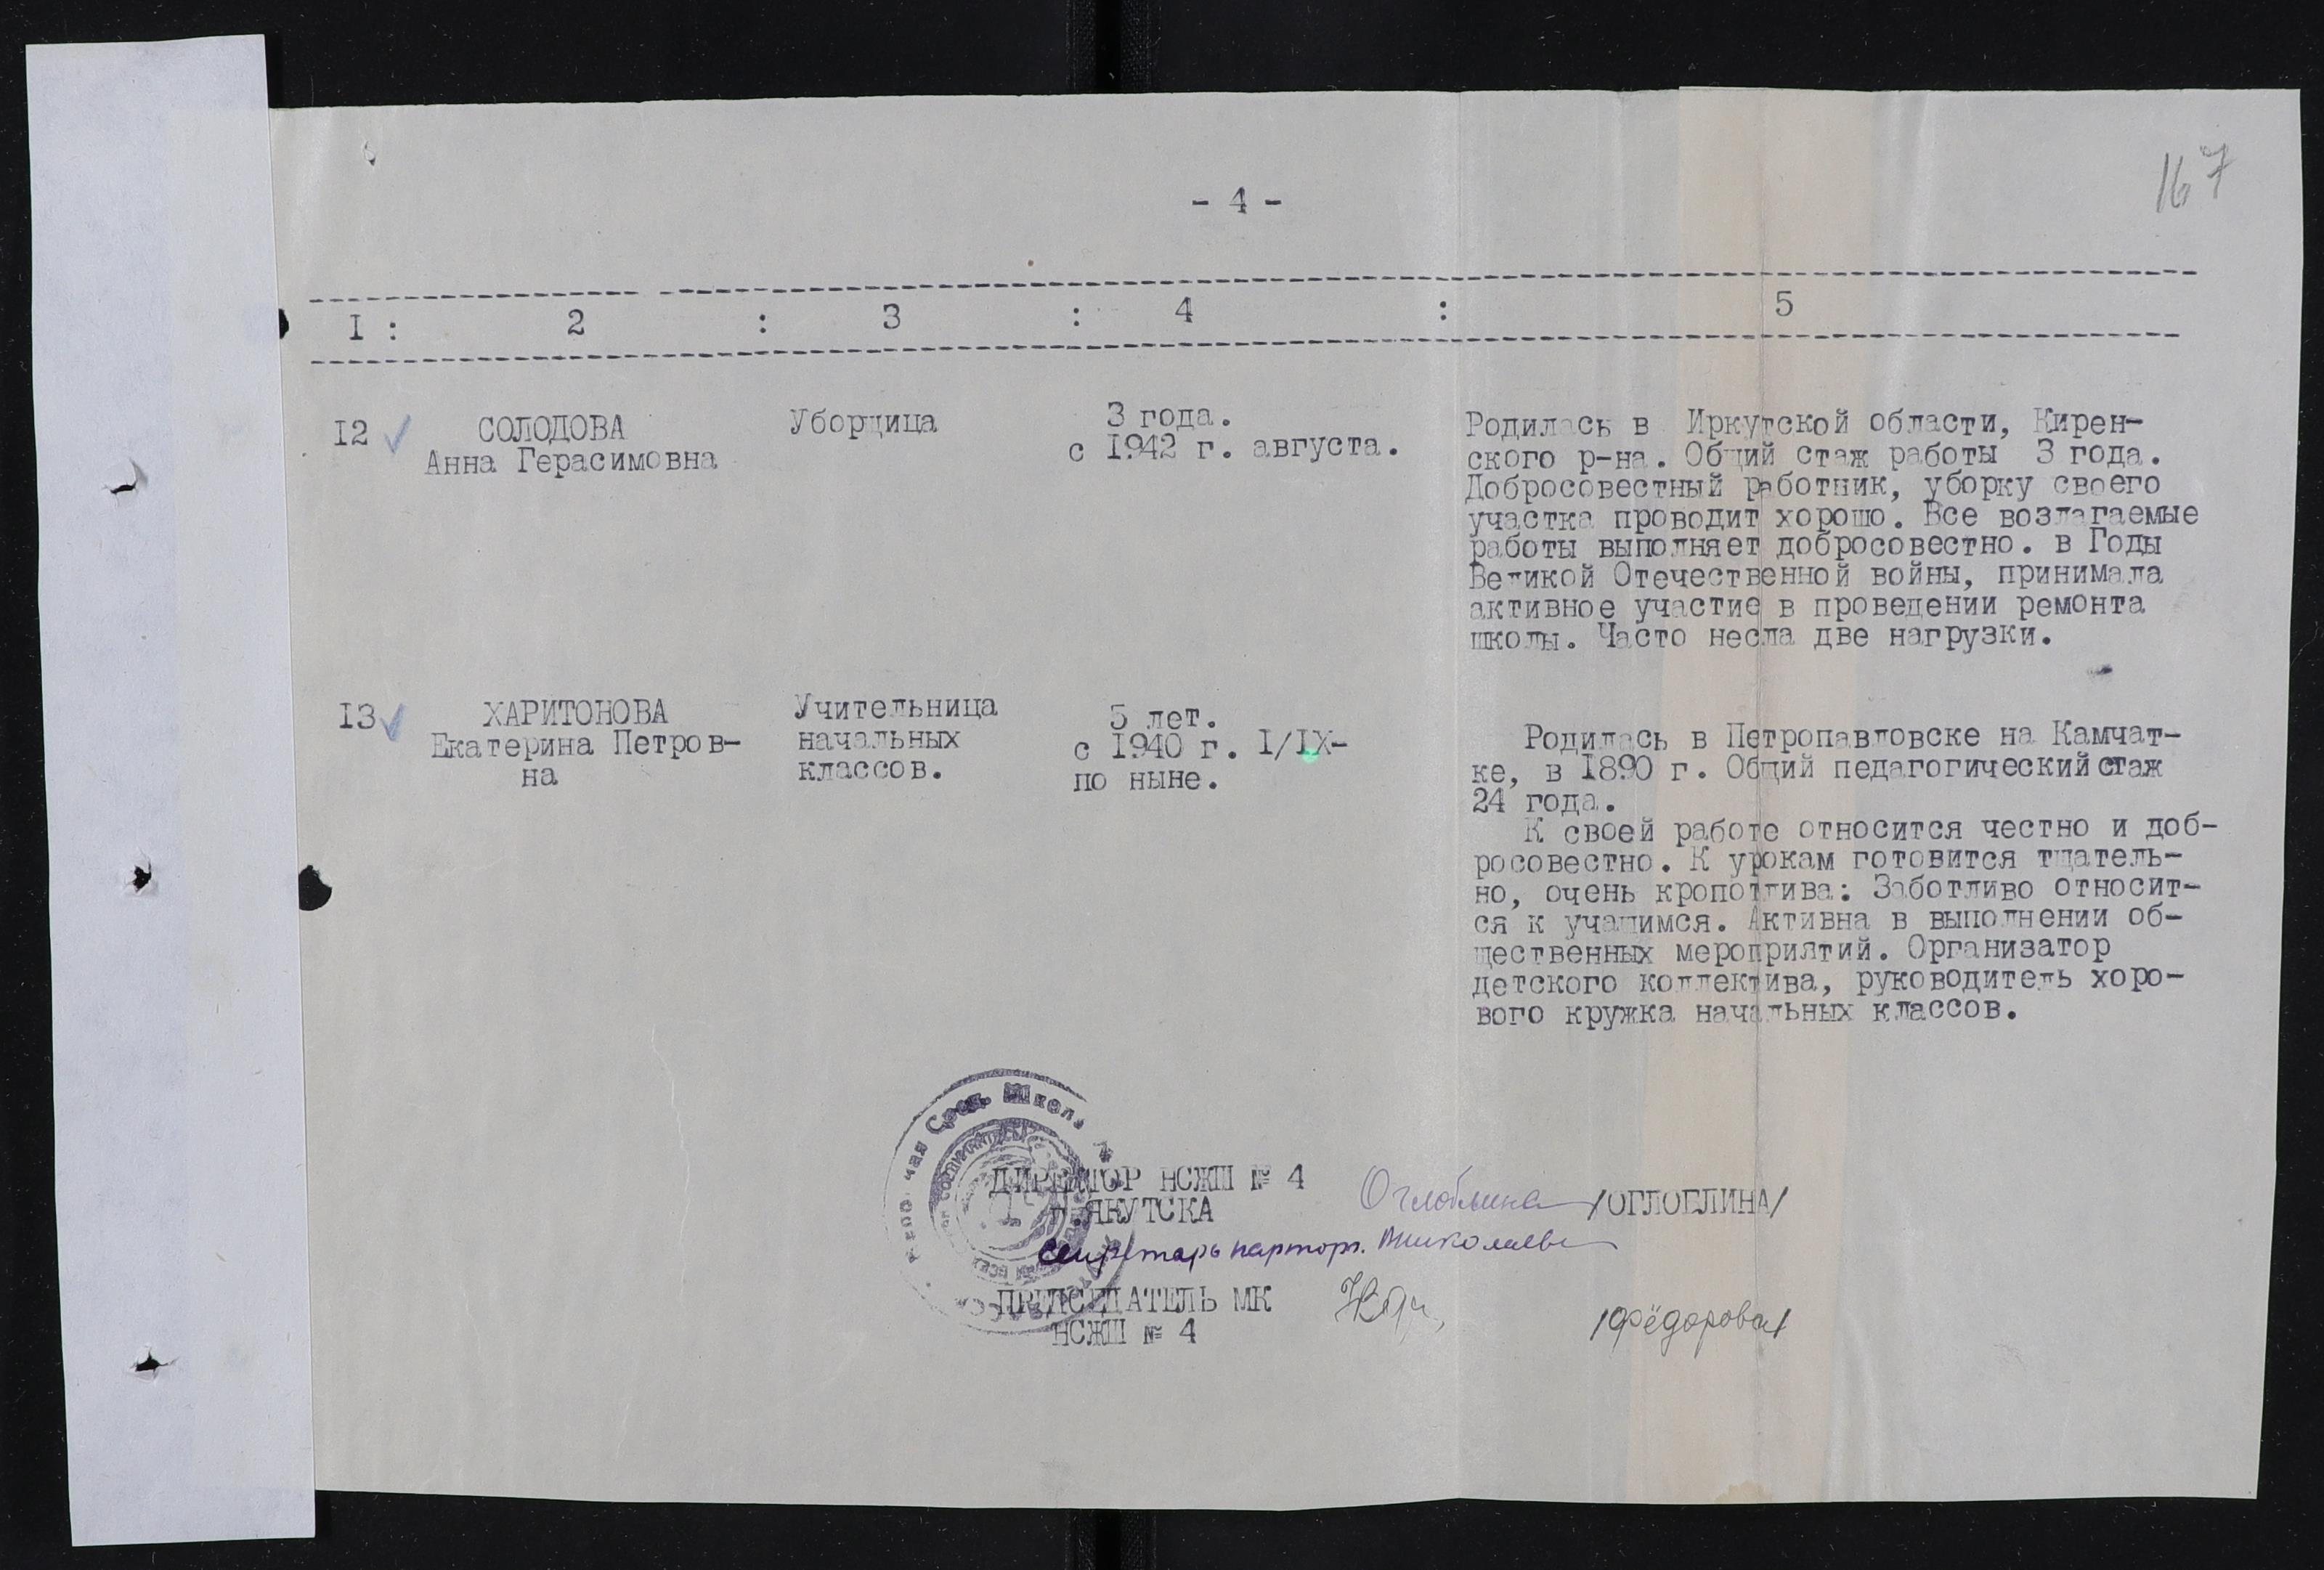 167
- 4 -
I : 2 : 3 : 4 : 5
12 СОЛОДОВА
Анна Герасимовна
Уборщица
3 года.
с 1942 г. августа.
Родилась в Иркутской области, Кирен-
ского р-на. Общий стаж работы 3 года.
Добросовестный работник, уборку своего
участка проводит хорошо. Все возлагаемые
работы выполняет добросовестно. в Годы
Великой Отечественной войны, принимала
активное участие в проведении ремонта
школы. Часто несла две нагрузки.
13 ХАРИТОНОВА
Екатерина Петров-
на
Учительница
начальных
классов.
5 лет.
с 1940 г. I/IX-
по ныне.
Родилась в Петропавловске на Камчат-
ке, в 1890 г. Общий педагогический стаж
24 года.
К своей работе относится честно и доб-
росовестно. К урокам готовится тщатель-
но, очень кропотлива: Заботливо относит-
ся к учащимся. Активна в выполнении об-
щественных мероприятий. Организатор
детского коллектива, руководитель хоро-
вого кружка начальных классов.
Сред. Школа
ДИРЕКТОР НСЖШ № 4 Оглоблина /ОГЛОБЛИНА/
г.ЯКУТСКА
Секретарь парторг. Николаева
ПРЕДСЕДАТЕЛЬ МК /Фёдорова/
НСЖШ № 4